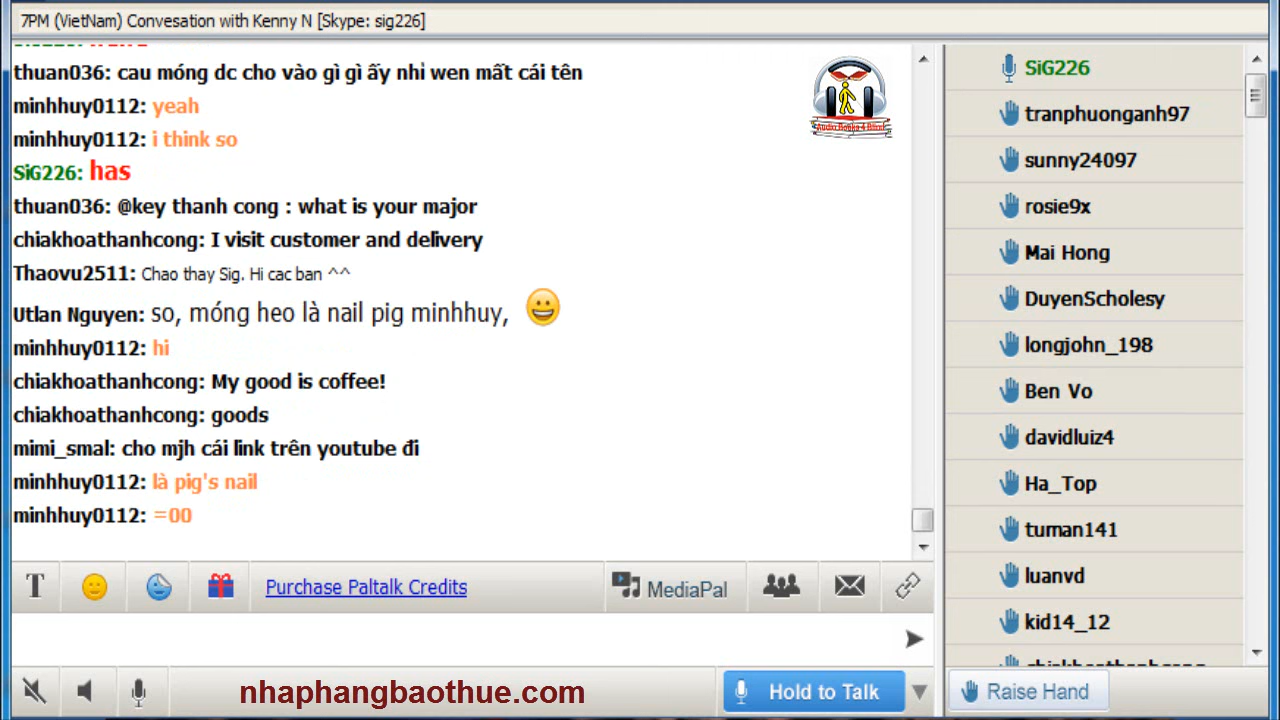 7PM (VietNam) Convesation with Kenny N [Skype: sig226]
thuan036: cau móng dc cho vào gì gì ấy nhỉ wen mất cái tên
minhhuy0112: yeah
minhhuy0112: i think so
SiG226: has
thuan036: @key thanh cong : what is your major
chiakhoathanhcong: I visit customer and delivery
Thaovu2511: Chao thay Sig. Hi cac ban ^^
Utlan Nguyen: so, móng heo là nail pig minhhuy,
minhhuy0112: hi
chiakhoathanhcong: My good is coffee!
chiakhoathanhcong: goods
mimi_smal: cho mjh cái link trên youtube đi
minhhuy0112: là pig's nail
minhhuy0112: =00
Audio Books 4 Blind
SiG226
tranphuonganh97
sunny24097
rosie9x
Mai Hong
DuyenScholesy
longjohn_198
Ben Vo
davidluiz4
Ha_Top
tuman141
luanvd
kid14_12
chiakhoathanhcong
T
Purchase Paltalk Credits
MediaPal
nhaphangbaothue.com
Hold to Talk
Raise Hand